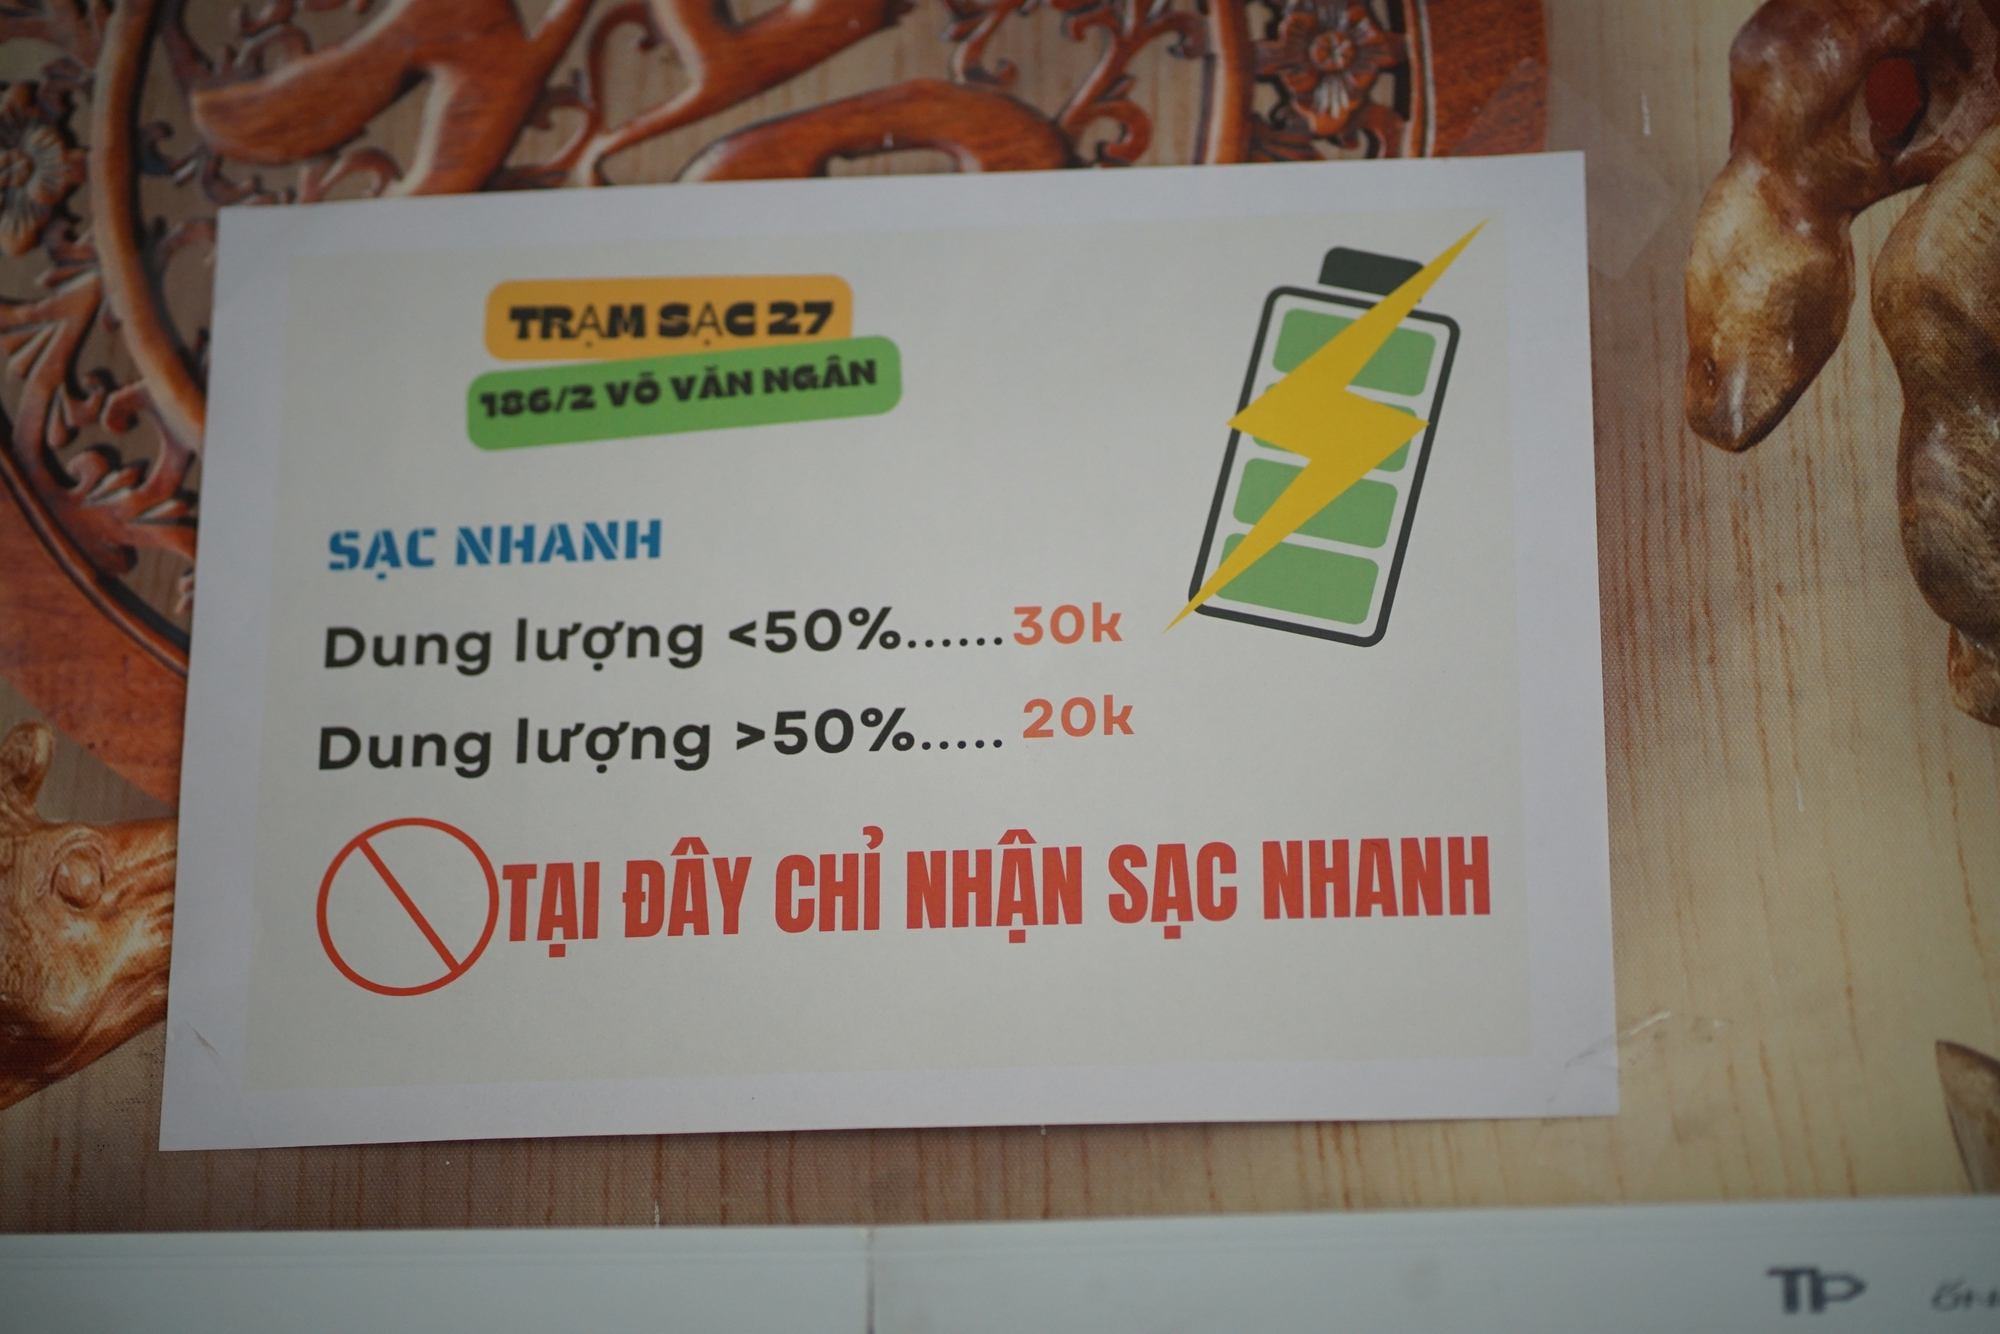 TRẠM SẠC 27
186/2 VÕ VĂN NGÂN
SẠC NHANH
Dung lượng <50%......30k
Dung lượng >50%..... 20k
TẠI ĐÂY CHỈ NHẬN SẠC NHANH
TP